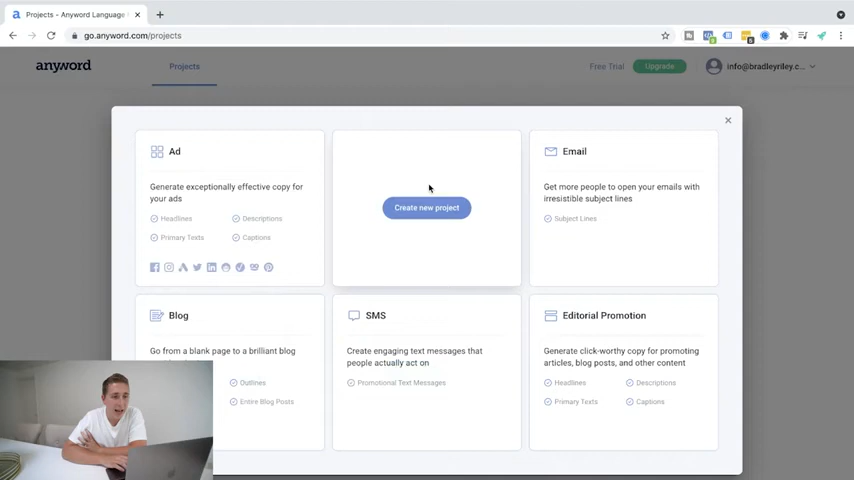 Projects - Anyword Language
go.anyword.com/projects
anyword
Projects
Free Trial
Upgrade
info@bradleyriley.c...
Ad
Generate exceptionally effective copy for
your ads
Headlines
Descriptions
Primary Texts
Captions
Create new project
Email
Get more people to open your emails with
irresistible subject lines
Subject Lines
Blog
Go from a blank page to a brilliant blog
Outlines
Entire Blog Posts
SMS
Create engaging text messages that
people actually act on
Promotional Text Messages
Editorial Promotion
Generate click-worthy copy for promoting
articles, blog posts, and other content
Headlines
Descriptions
Primary Texts
Captions